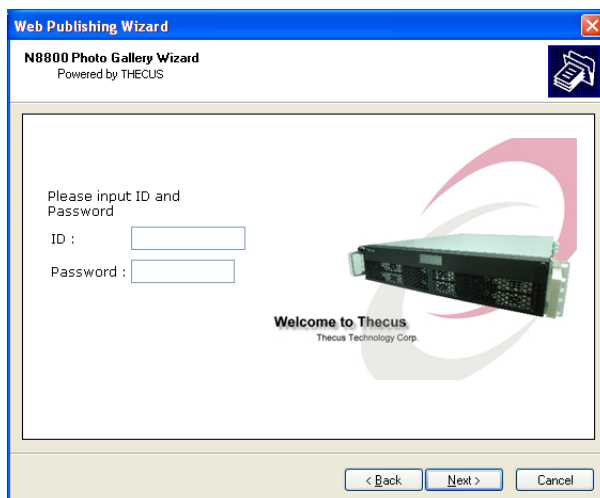 Web Publishing Wizard
N8800 Photo Gallery Wizard
Powered by THECUS
Please input ID and
Password
ID :
Password :
Welcome to Thecus
Thecus Technology Corp.
< Back
Next >
Cancel